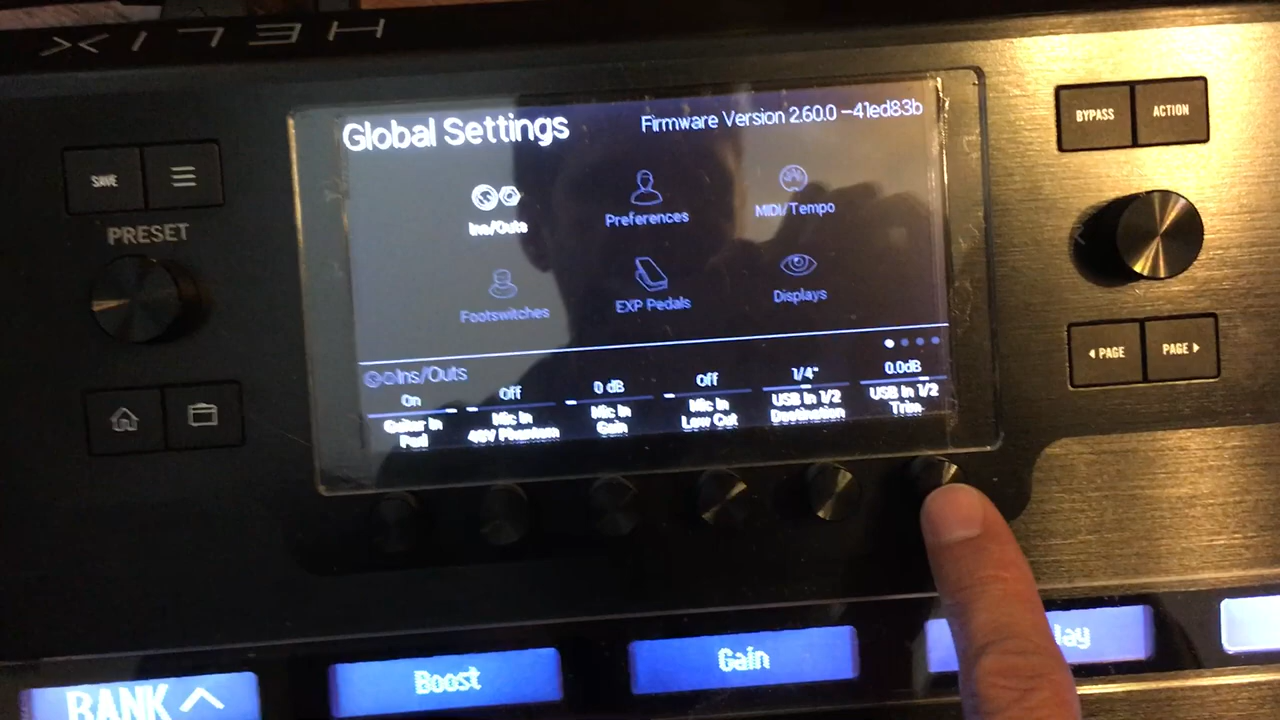 HELIX
Global Settings
Firmware Version 2.60.0 -41ed83b
BYPASS
ACTION
SAVE
PRESET
Ins/Outs
Preferences
MIDI/Tempo
Footswitches
EXP Pedals
Displays
◀ PAGE
PAGE ▶
Ins/Outs
On
Off
0 dB
Off
1/4"
0.0dB
Guitar In
Pad
Mic In
48V Phantom
Mic In
Gain
Mic In
Low Cut
USB In 1/2
Destination
USB In 1/2
Trim
BANK
Boost
Gain
lay